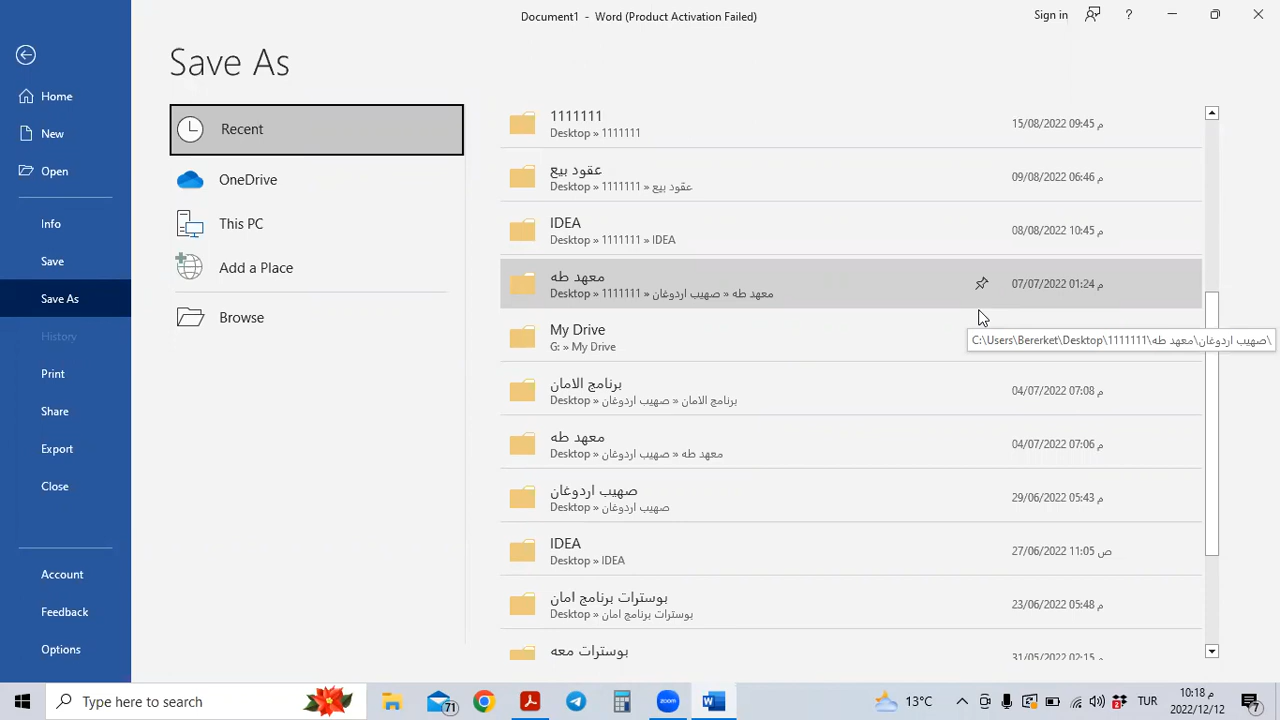 Document1 - Word (Product Activation Failed)
Sign in
?
Save As
Home
New
Open
Info
Save
Save As
History
Print
Share
Export
Close
Account
Feedback
Options
Recent
OneDrive
This PC
Add a Place
Browse
1111111
Desktop » 1111111
15/08/2022 09:45 م
عقود بيع
Desktop » 1111111 » عقود بيع
09/08/2022 06:46 م
IDEA
Desktop » 1111111 » IDEA
08/08/2022 10:45 م
معهد طه
Desktop » 1111111 » صهيب اردوغان » معهد طه
07/07/2022 01:24 م
My Drive
G: » My Drive
C:\Users\Bererket\Desktop\1111111\صهيب اردوغان\معهد طه\
برنامج الامان
Desktop » صهيب اردوغان » برنامج الامان
04/07/2022 07:08 م
معهد طه
Desktop » صهيب اردوغان » معهد طه
04/07/2022 07:06 م
صهيب اردوغان
Desktop » صهيب اردوغان
29/06/2022 05:43 م
IDEA
Desktop » IDEA
27/06/2022 11:05 ص
بوسترات برنامج امان
Desktop » بوسترات برنامج امان
23/06/2022 05:48 م
بوسترات معه
31/05/2022 02:15 م
Type here to search
71
zoom
13°C
2
TUR
10:18 م
2022/12/12
7